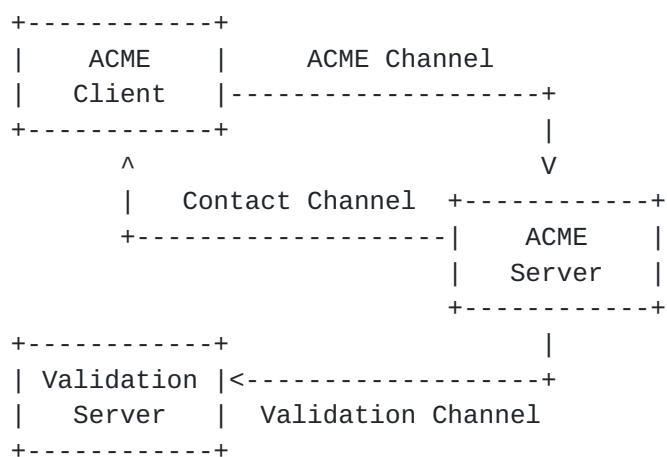 +------------+
|    ACME    |     ACME Channel
|   Client   |--------------------+
+------------+                    |
       ^                          V
       |   Contact Channel  +------------+
       +--------------------|    ACME    |
                            |   Server   |
                            +------------+
+------------+                    |
| Validation |<-------------------+
|   Server   |  Validation Channel
+------------+